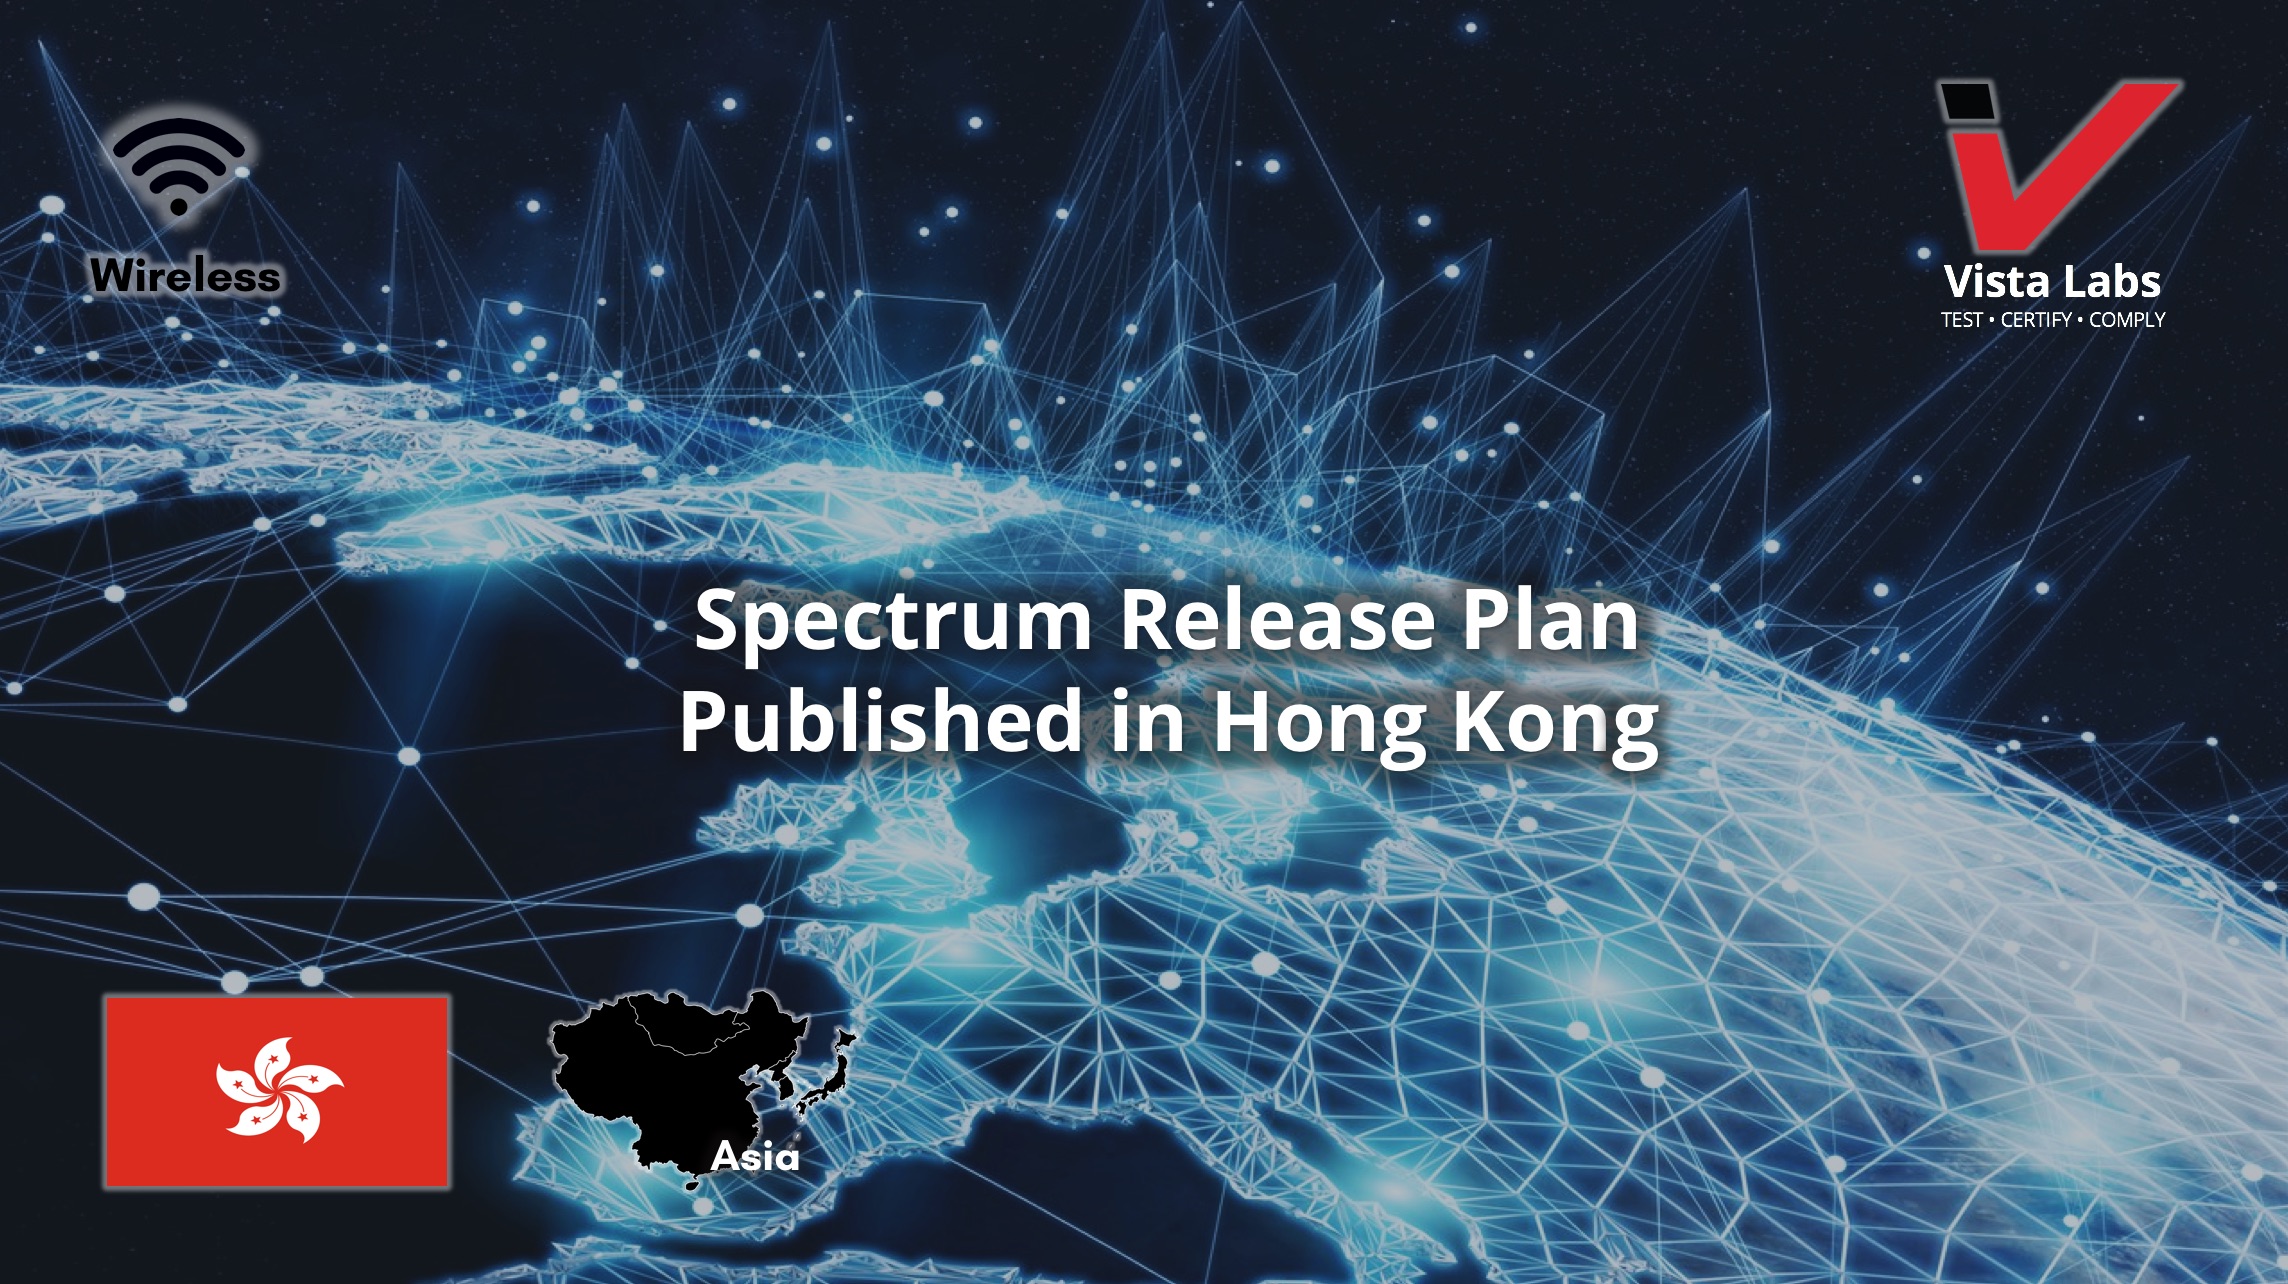 Wireless
Vista Labs
TEST • CERTIFY • COMPLY
Spectrum Release Plan
Published in Hong Kong
Asia